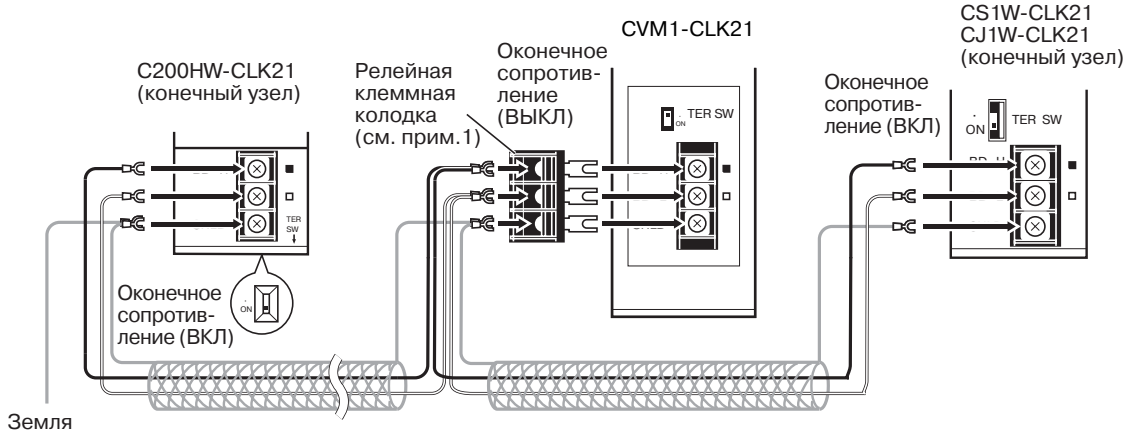 C200HW-CLK21
(конечный узел)
Релейная
клеммная
колодка
(см. прим.1)
Оконечное
сопротив-
ление
(ВЫКЛ)
CVM1-CLK21
Оконечное
сопротив-
ление (ВКЛ)
CS1W-CLK21
CJ1W-CLK21
(конечный узел)
ON
TER SW
ON
TER SW
TER
SW
ON
Оконечное
сопротив-
ление (ВКЛ)
Земля